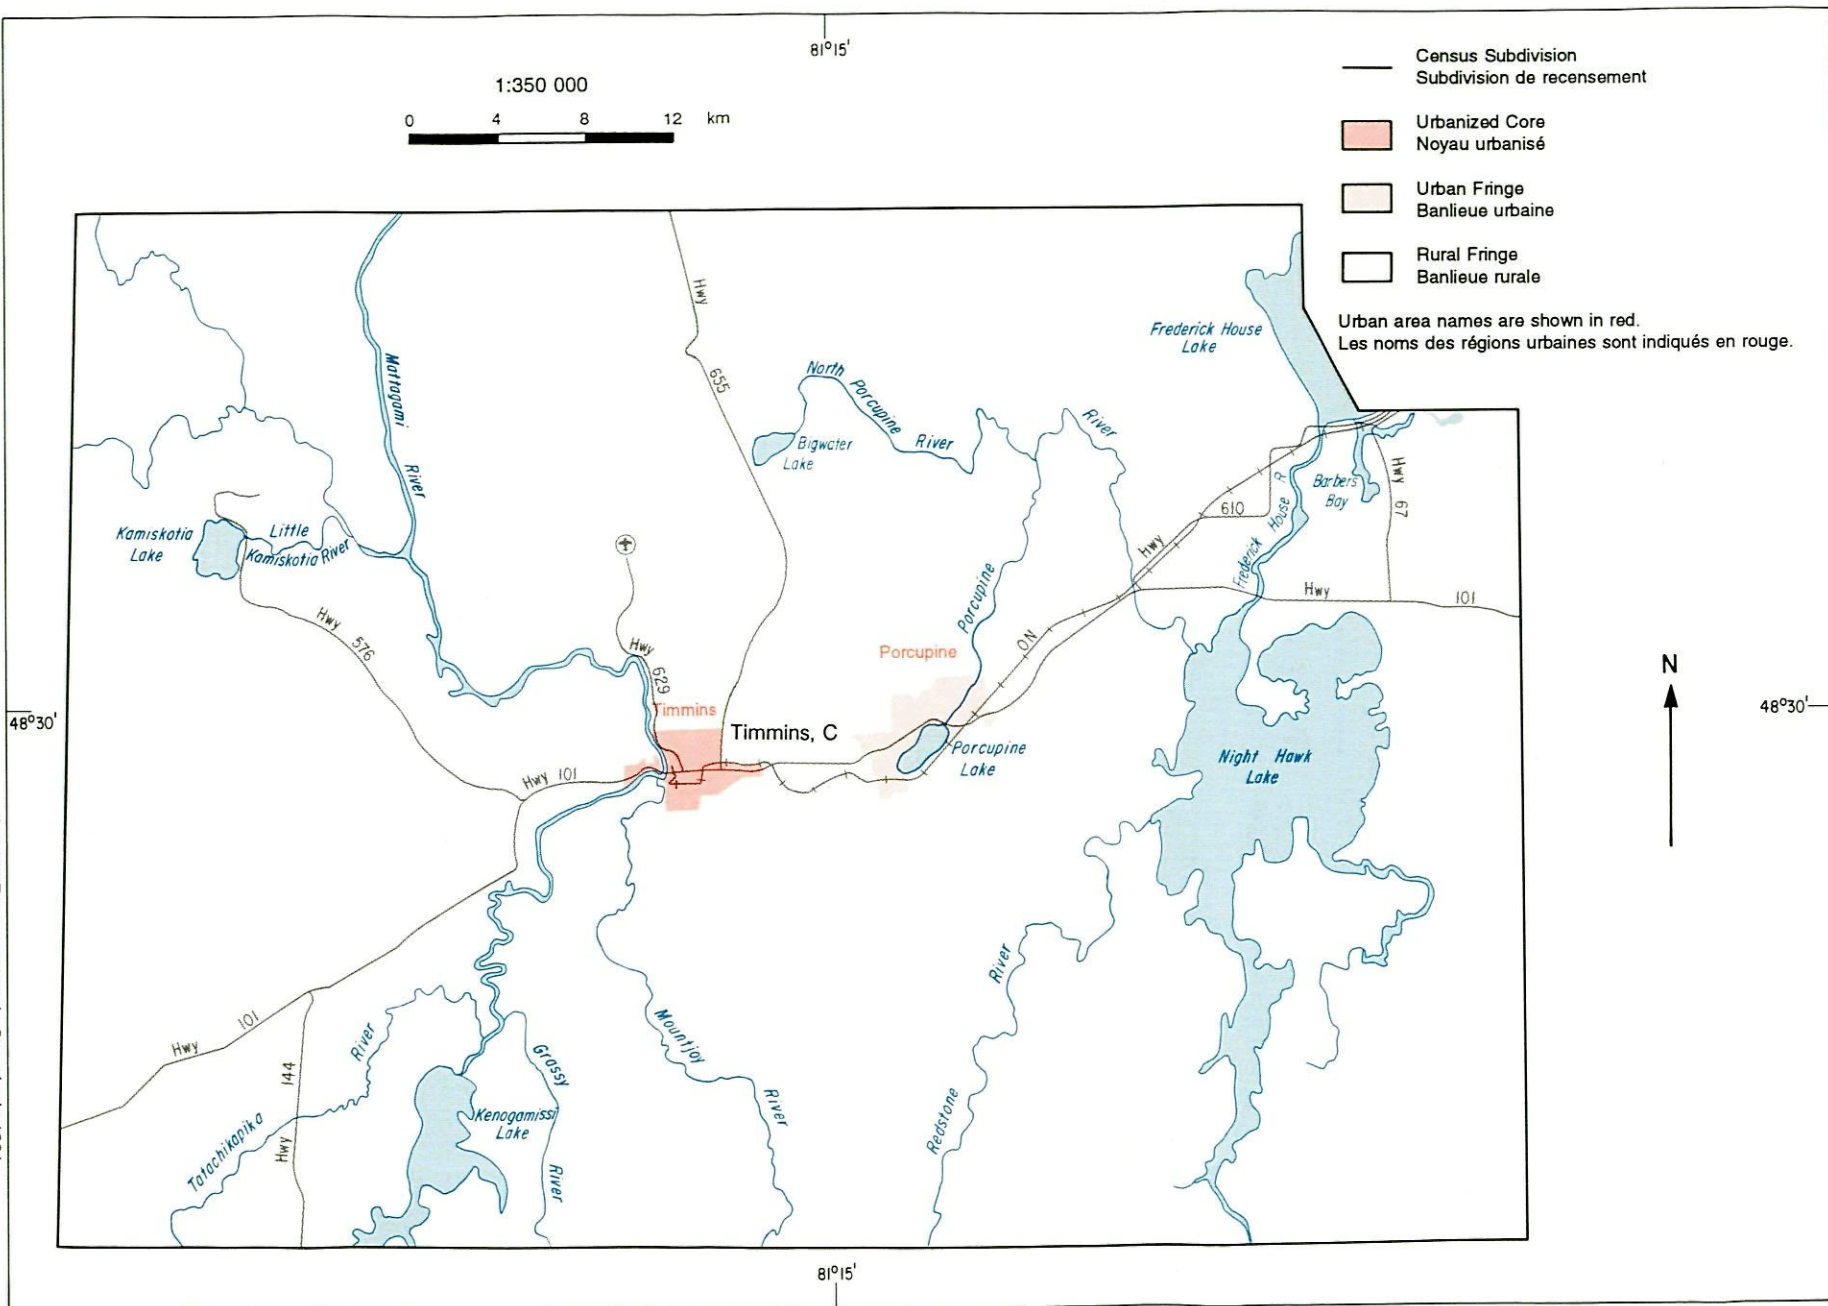 81°15'
1:350 000
0 4 8 12 km
Census Subdivision
Subdivision de recensement
Urbanized Core
Noyau urbanisé
Urban Fringe
Banlieue urbaine
Rural Fringe
Banlieue rurale
Urban area names are shown in red.
Les noms des régions urbaines sont indiqués en rouge.
Hwy
655
Frederick House
Lake
Mattagami
River
North Porcupine
River
River
Bigwater
Lake
Hwy
67
Barbers
Bay
610
Frederick House R
Kamiskotia
Lake
Little
Kamiskotia River
Hwy
Hwy
101
Hwy 576
Porcupine
Hwy
629
ON
Porcupine
N
48°30'
48°30'
Timmins
Timmins, C
Porcupine
Lake
Night Hawk
Lake
Hwy 101
River
Redstone
Hwy 101
144
Hwy
River
Tatachikapika
Grassy
River
Mountjoy
River
Kenogamissi
Lake
81°15'